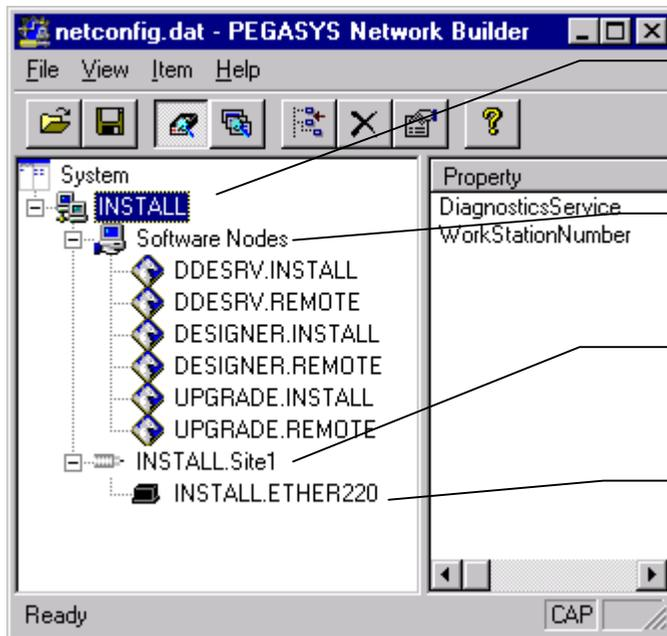 netconfig.dat - PEGASYS Network Builder
File View Item Help
System
INSTALL
Software Nodes
DDESRV.INSTALL
DDESRV.REMOTE
DESIGNER.INSTALL
DESIGNER.REMOTE
UPGRADE.INSTALL
UPGRADE.REMOTE
INSTALL.Site1
INSTALL.ETHER220
Property
DiagnosticsService
WorkStationNumber
Ready
CAP